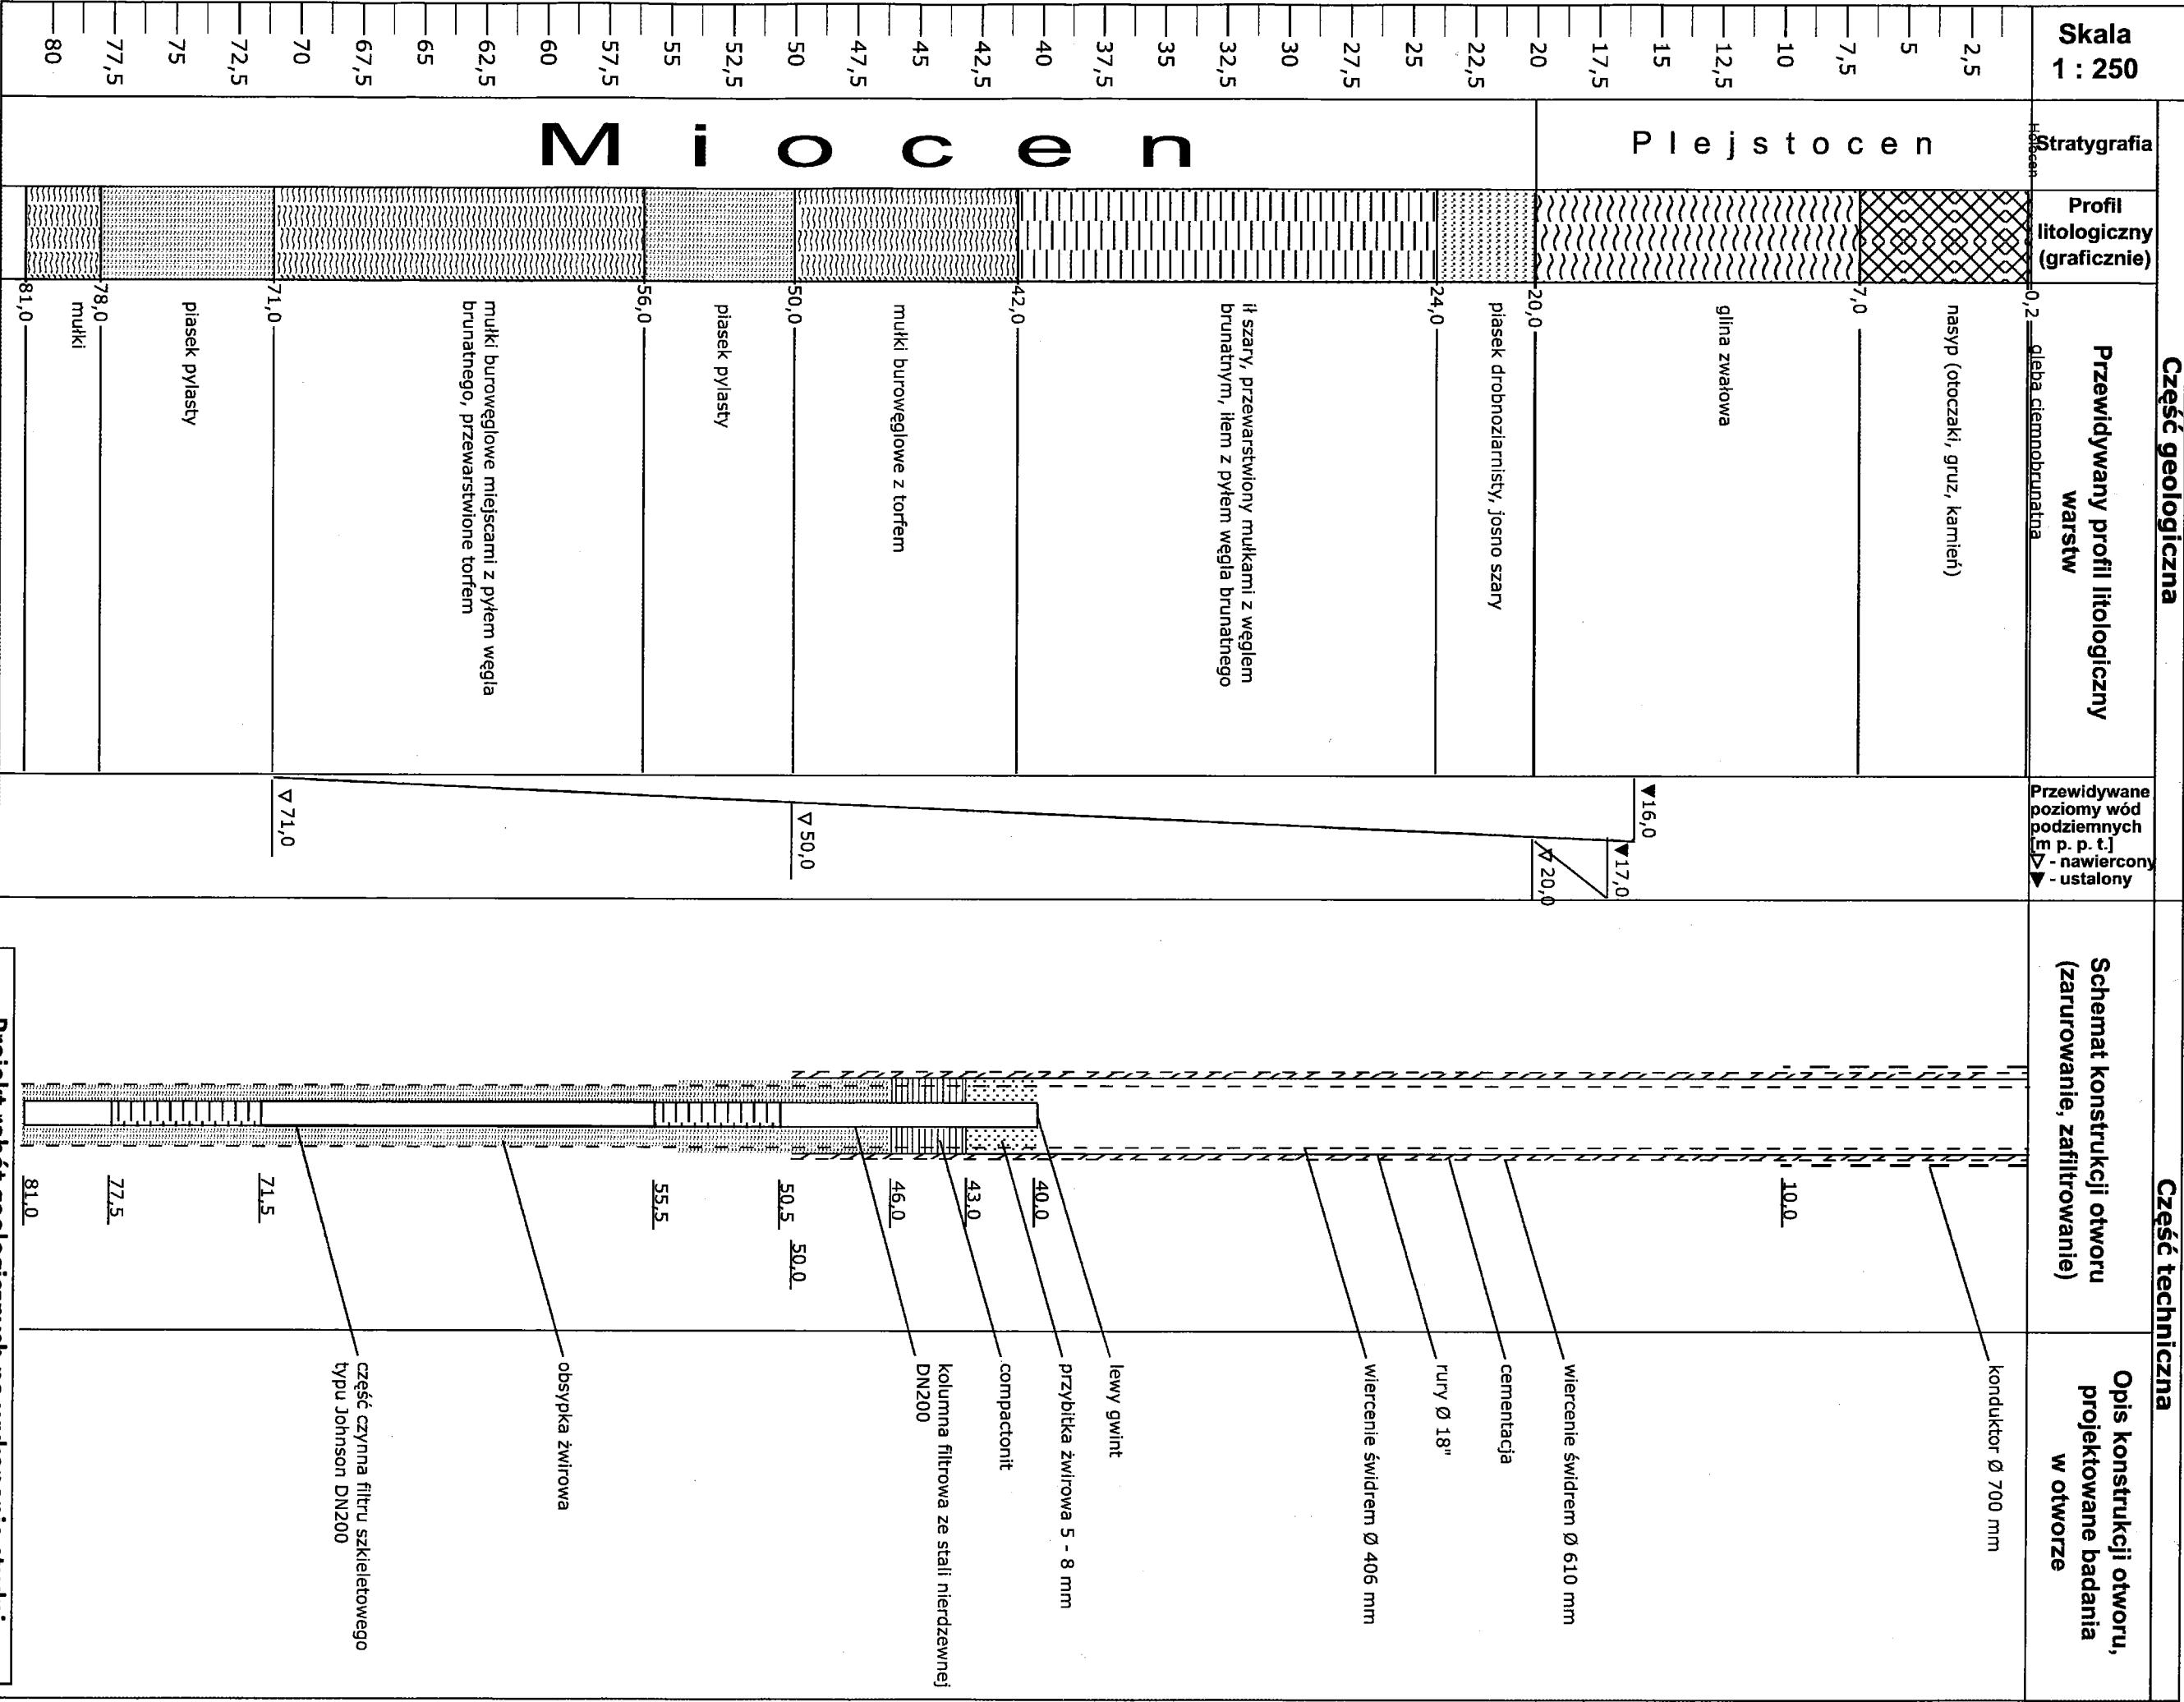 Skala
1 : 250
Część geologiczna
Część techniczna
Stratygrafia
Profil
litologiczny
(graficznie)
Przewidywany profil litologiczny
warstw
Przewidywane
poziomy wód
podziemnych
[m p. p. t.]
▽ - nawiercony
▼ - ustalony
Schemat konstrukcji otworu
(zarurowanie, zafiltrowanie)
Opis konstrukcji otworu,
projektowane badania
w otworze
2,5
5
7,5
10
12,5
15
17,5
20
22,5
25
27,5
30
32,5
35
37,5
40
42,5
45
47,5
50
52,5
55
57,5
60
62,5
65
67,5
70
72,5
75
77,5
80
Holocen
Plejstocen
Miocen
0,2
gleba ciemnobrunatna
nasyp (otoczaki, gruz, kamień)
7,0
glina zwałowa
20,0
piasek drobnoziarnisty, josno szary
24,0
ił szary, przewarstwiony mułkami z węglem
brunatnym, iłem z pyłem węgla brunatnego
42,0
mułki burowęglowe z torfem
50,0
piasek pylasty
56,0
mułki burowęglowe miejscami z pyłem węgla
brunatnego, przewarstwione torfem
71,0
piasek pylasty
78,0
mułki
81,0
▼16,0
▼17,0
▽ 20,0
▽ 50,0
▽ 71,0
10,0
40,0
43,0
46,0
50,5
50,0
55,5
71,5
77,5
81,0
konduktor Ø 700 mm
wiercenie świdrem Ø 610 mm
cementacja
rury Ø 18"
wiercenie świdrem Ø 406 mm
lewy gwint
przybitka żwirowa 5 - 8 mm
compactonit
kolumna filtrowa ze stali nierdzewnej
DN200
obsypka żwirowa
część czynna filtru szkieletowego
typu Johnson DN200